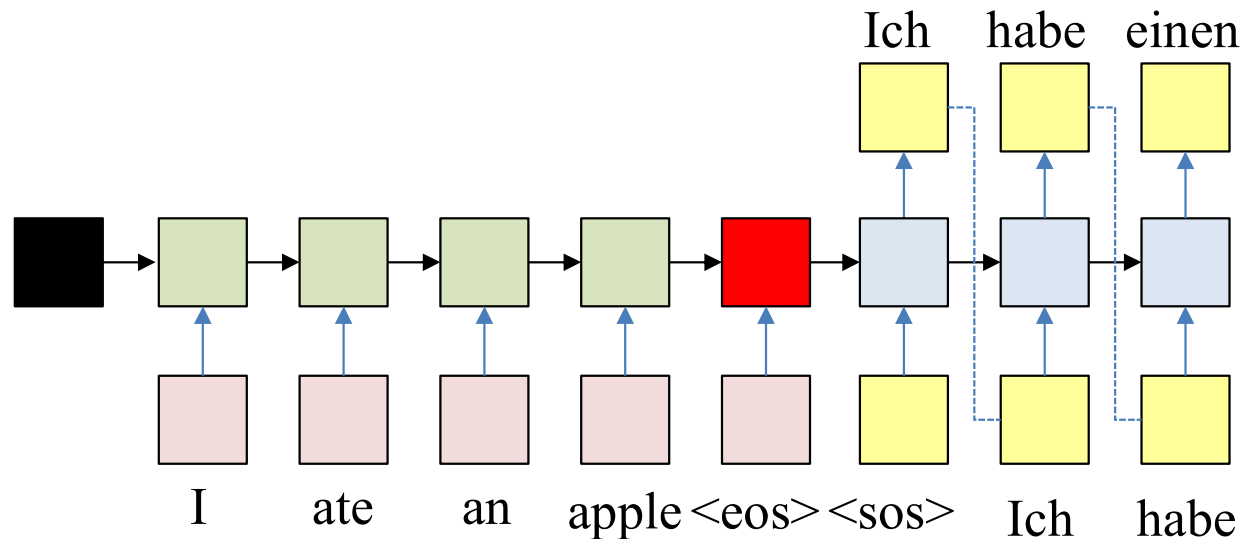 Ich habe einen
I ate an apple <eos> <sos> Ich habe